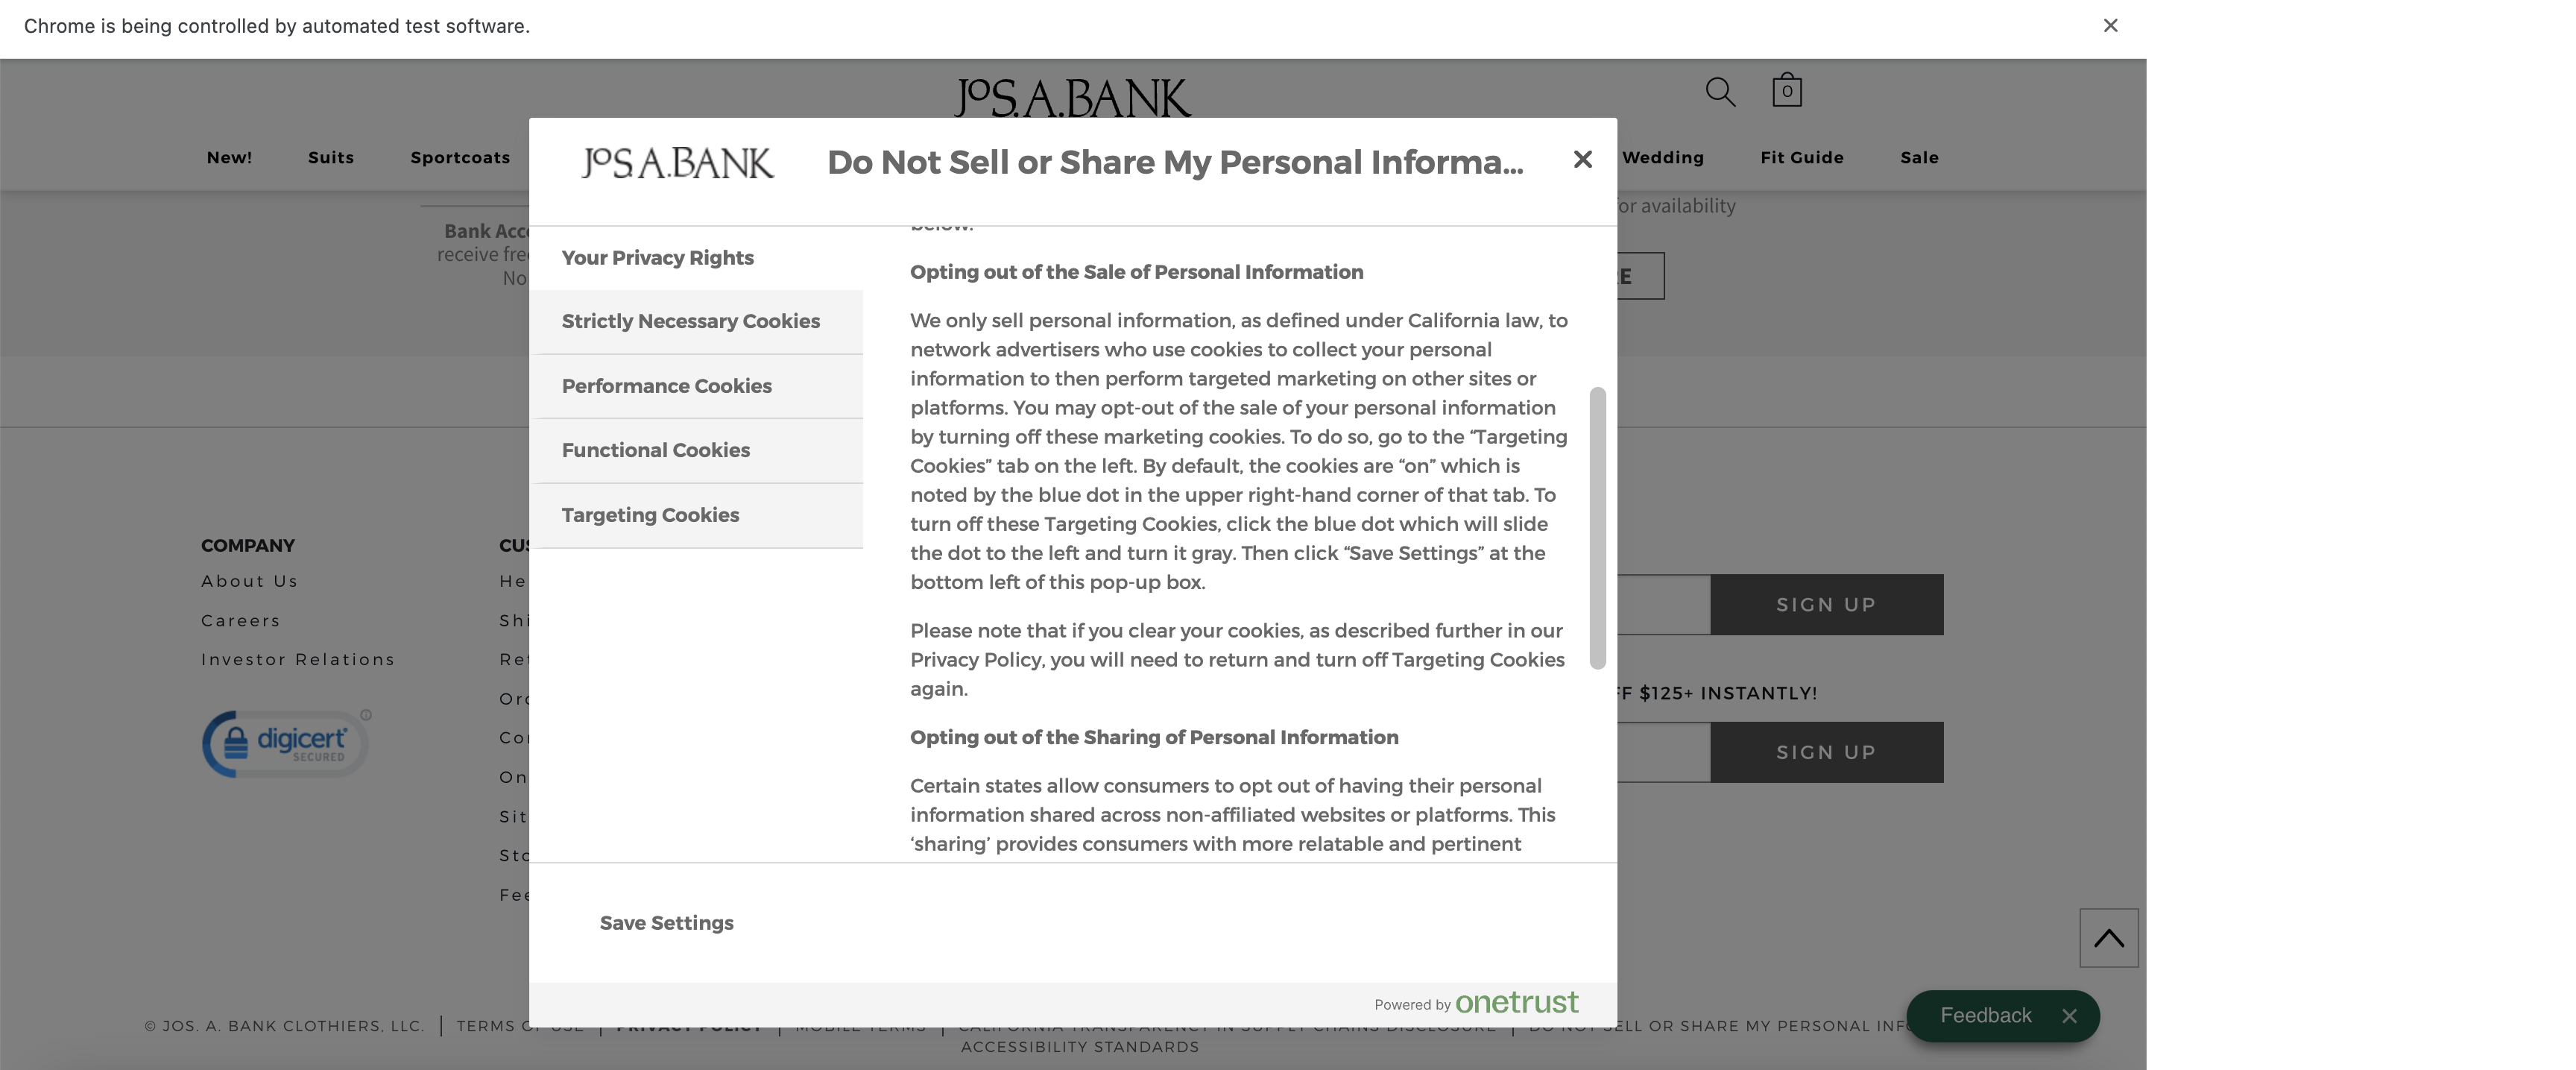 Chrome is being controlled by automated test software.
JOS. A. BANK
0
New!
Suits
Sportcoats
Wedding
Fit Guide
Sale
JOS. A. BANK
Do Not Sell or Share My Personal Informa...
Bank Acc
receive fre
No
or availability
Your Privacy Rights
Strictly Necessary Cookies
Performance Cookies
Functional Cookies
Targeting Cookies
below.
Opting out of the Sale of Personal Information
We only sell personal information, as defined under California law, to
network advertisers who use cookies to collect your personal
information to then perform targeted marketing on other sites or
platforms. You may opt-out of the sale of your personal information
by turning off these marketing cookies. To do so, go to the “Targeting
Cookies” tab on the left. By default, the cookies are “on” which is
noted by the blue dot in the upper right-hand corner of that tab. To
turn off these Targeting Cookies, click the blue dot which will slide
the dot to the left and turn it gray. Then click “Save Settings” at the
bottom left of this pop-up box.
Please note that if you clear your cookies, as described further in our
Privacy Policy, you will need to return and turn off Targeting Cookies
again.
Opting out of the Sharing of Personal Information
Certain states allow consumers to opt out of having their personal
information shared across non-affiliated websites or platforms. This
‘sharing’ provides consumers with more relatable and pertinent
Save Settings
Powered by onetrust
COMPANY
About Us
Careers
Investor Relations
digicert
SECURED
CUS
He
Shi
Ret
Ord
Con
On
Sit
Sto
Fee
SIGN UP
FF $125+ INSTANTLY!
SIGN UP
Feedback
© JOS. A. BANK CLOTHIERS, LLC.
TERMS OF USE
PRIVACY POLICY
MOBILE TERMS
CALIFORNIA TRANSPARENCY IN SUPPLY CHAINS DISCLOSURE
DO NOT SELL OR SHARE MY PERSONAL INFO
ACCESSIBILITY STANDARDS